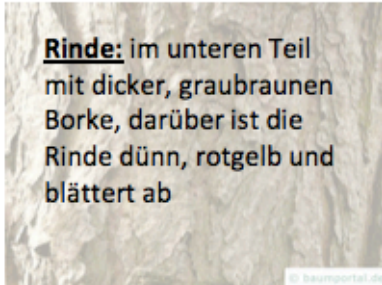 Rinde: im unteren Teil
mit dicker, graubraunen
Borke, darüber ist die
Rinde dünn, rotgelb und
blättert ab
© baumportal.de